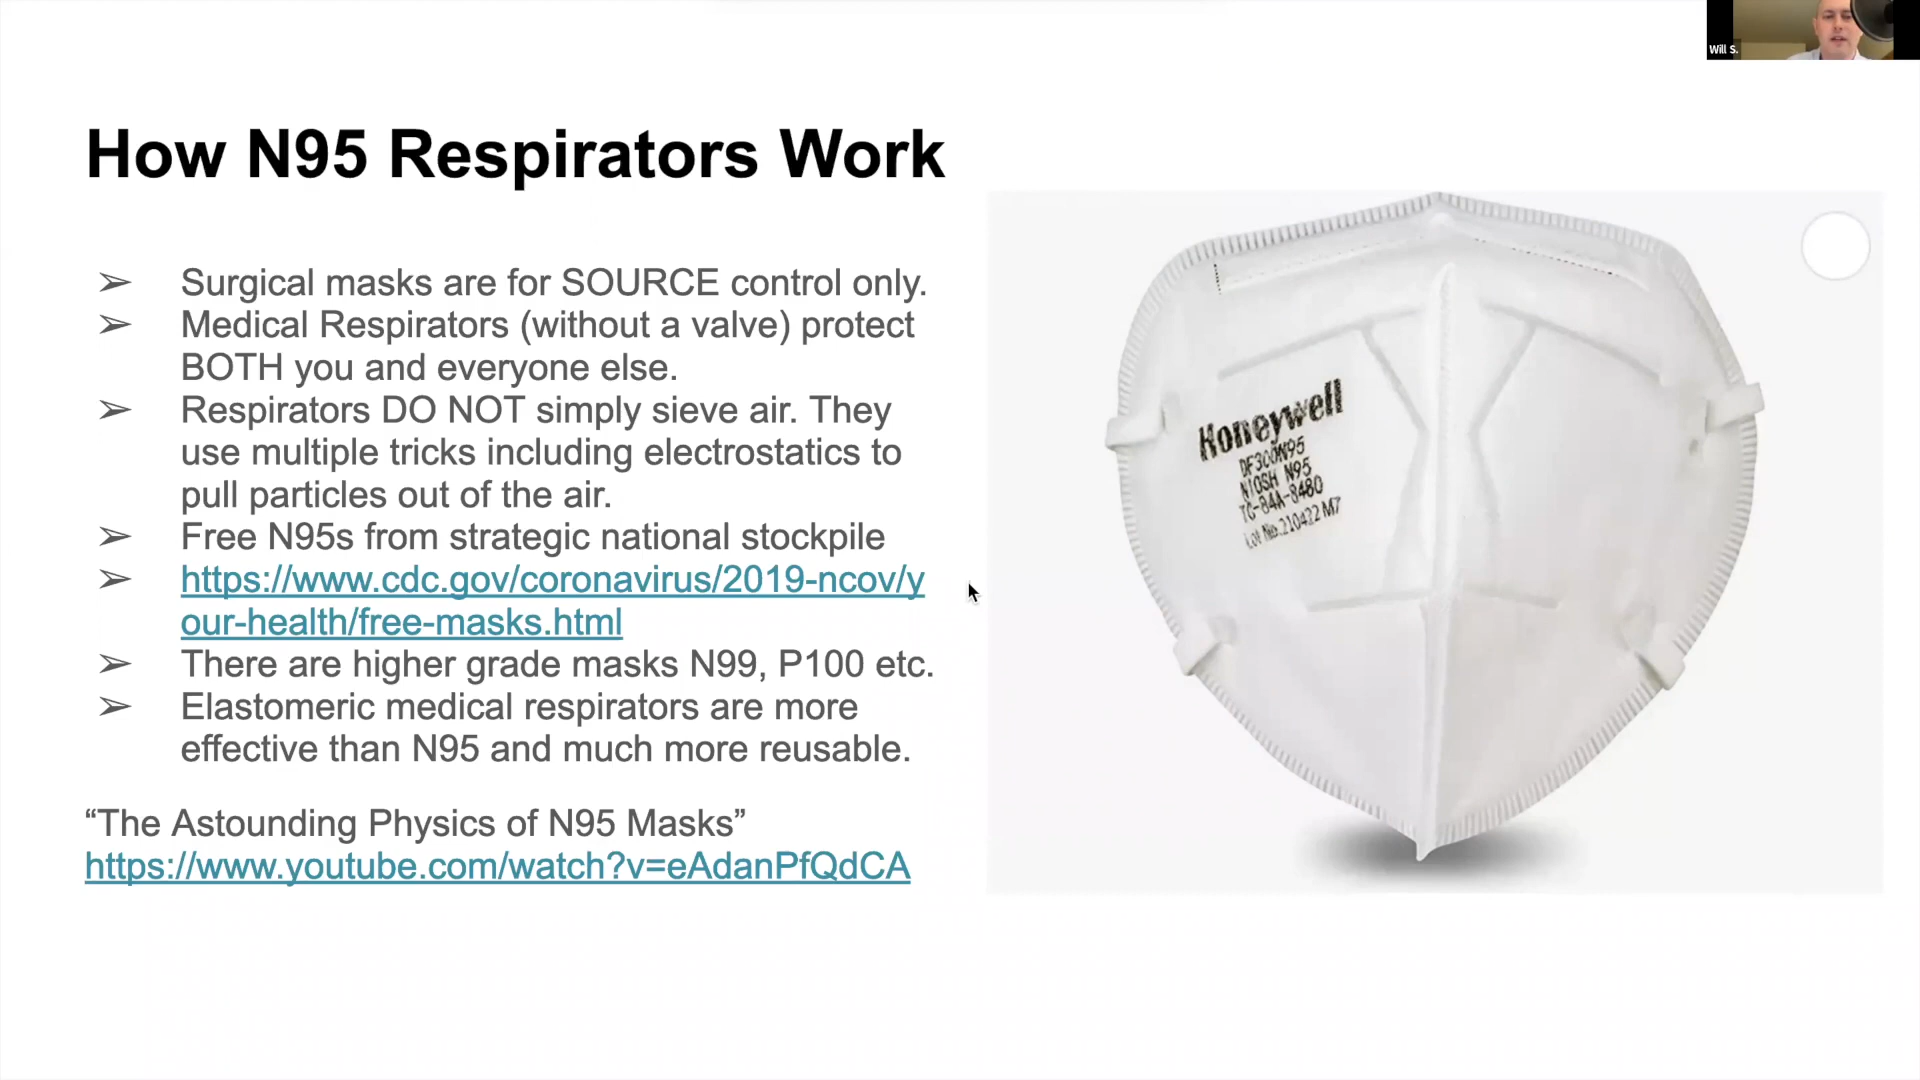 Will S.
How N95 Respirators Work
➢ Surgical masks are for SOURCE control only.
➢ Medical Respirators (without a valve) protect
BOTH you and everyone else.
➢ Respirators DO NOT simply sieve air. They
use multiple tricks including electrostatics to
pull particles out of the air.
➢ Free N95s from strategic national stockpile
➢ https://www.cdc.gov/coronavirus/2019-ncov/y
our-health/free-masks.html
➢ There are higher grade masks N99, P100 etc.
➢ Elastomeric medical respirators are more
effective than N95 and much more reusable.
“The Astounding Physics of N95 Masks”
https://www.youtube.com/watch?v=eAdanPfQdCA
Honeywell
DF300N95
NIOSH N95
TC-84A-8480
Lot No.210422 M7